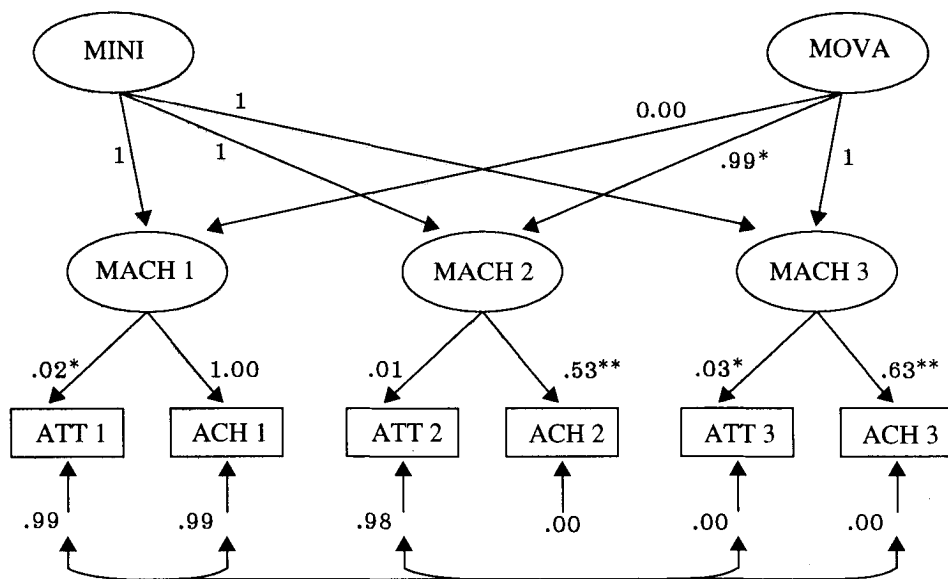 MINI MOVA
1 0.00
1 1 .99* 1
MACH 1 MACH 2 MACH 3
.02* 1.00 .01 .53** .03* .63**
ATT 1 ACH 1 ATT 2 ACH 2 ATT 3 ACH 3
.99 .99 .98 .00 .00 .00